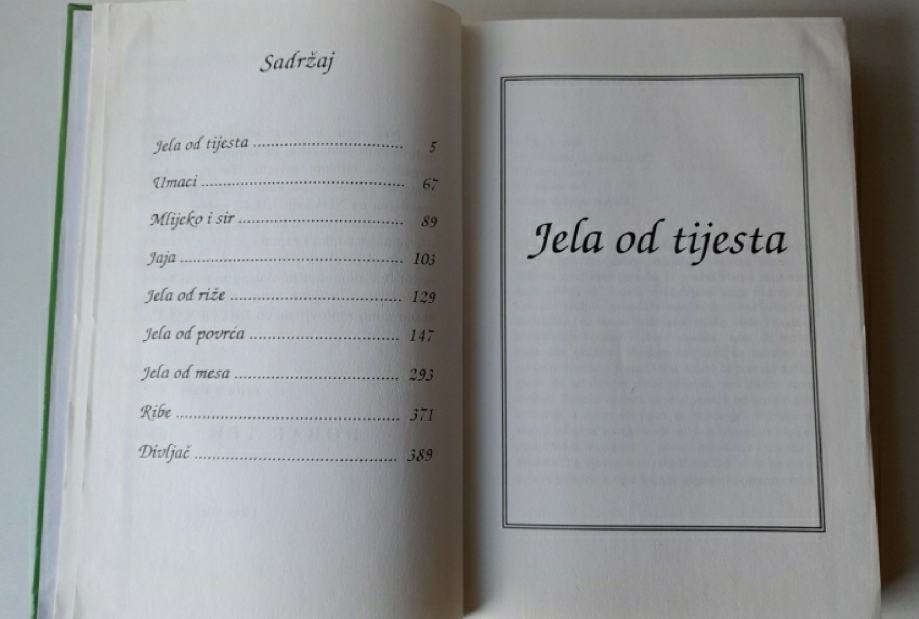 Sadržaj
Jela od tijesta ........................................ 5
Umaci ........................................ 67
Mlijeko i sir ........................................ 89
Jaja ........................................ 103
Jela od riže ........................................ 129
Jela od povrća ........................................ 147
Jela od mesa ........................................ 293
Ribe ........................................ 371
Divljač ........................................ 389
Jela od tijesta